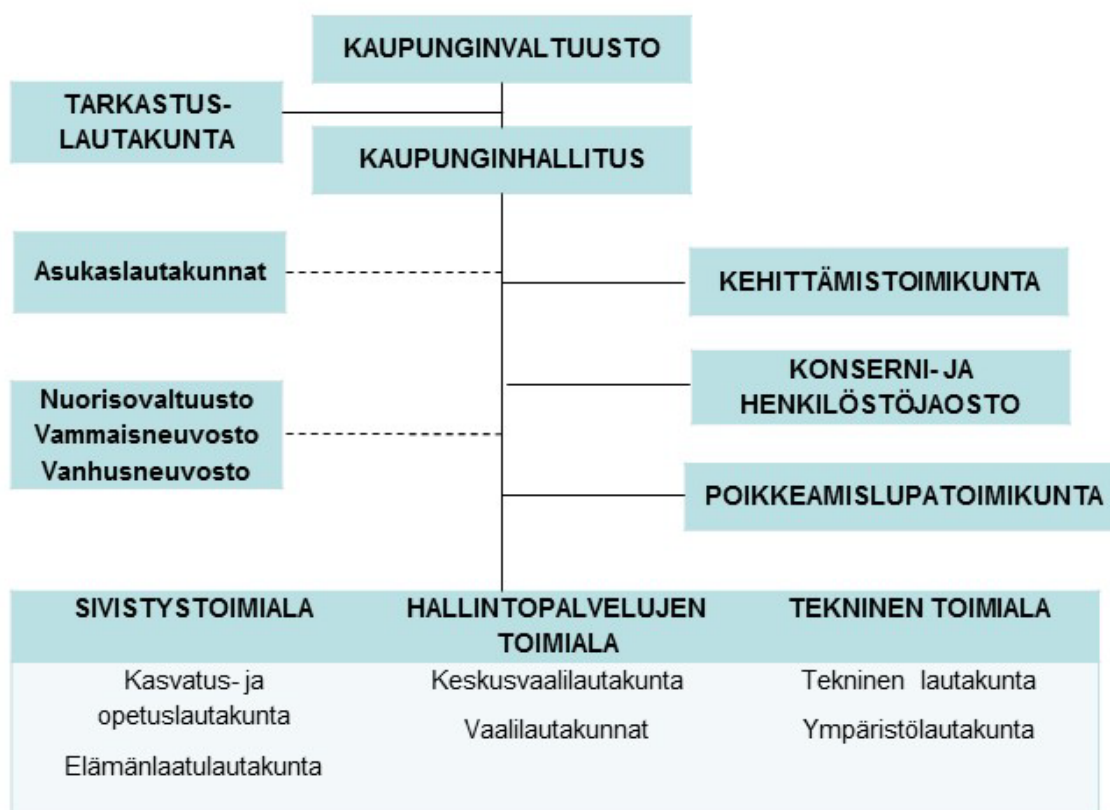 KAUPUNGINVALTUUSTO
TARKASTUS-
LAUTAKUNTA
KAUPUNGINHALLITUS
Asukaslautakunnat
KEHITTÄMISTOIMIKUNTA
KONSERNI- JA
HENKILÖSTÖJAOSTO
Nuorisovaltuusto
Vammaisneuvosto
Vanhusneuvosto
POIKKEAMISLUPATOIMIKUNTA
SIVISTYSTOIMIALA
Kasvatus- ja
opetuslautakunta
Elämänlaatulautakunta
HALLINTOPALVELUJEN
TOIMIALA
Keskusvaalilautakunta
Vaalilautakunnat
TEKNINEN TOIMIALA
Tekninen lautakunta
Ympäristölautakunta